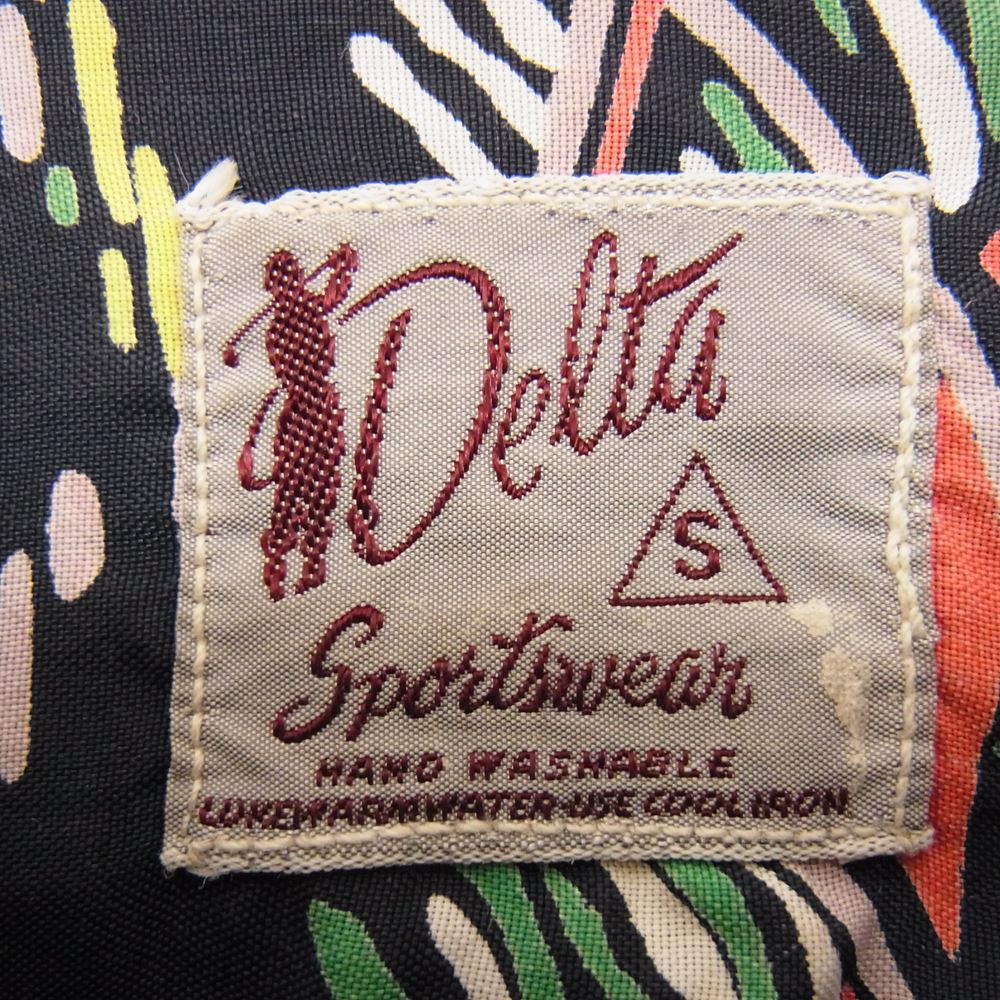 Delta
S
Sportswear
HAND WASHABLE
LUKEWARM WATER-USE COOL IRON